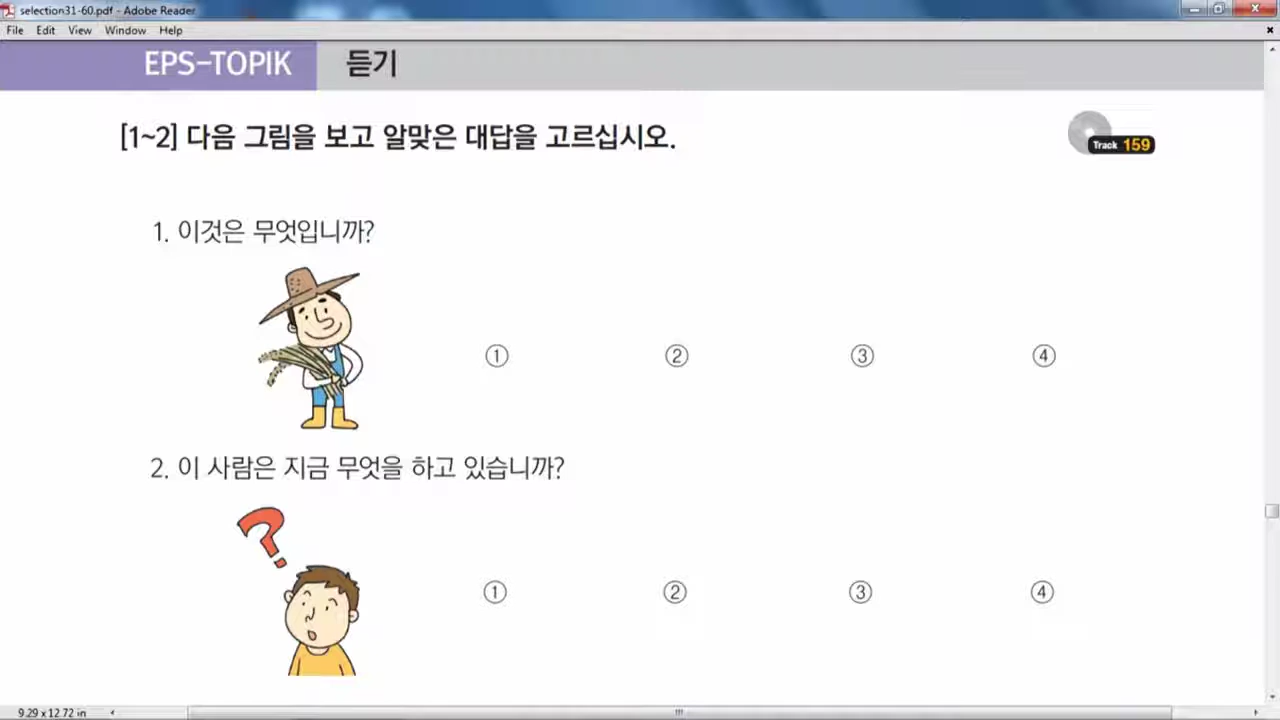 selection31-60.pdf - Adobe Reader
File Edit View Window Help
EPS-TOPIK 듣기
[1~2] 다음 그림을 보고 알맞은 대답을 고르십시오.
Track 159
1. 이것은 무엇입니까?
① ② ③ ④
2. 이 사람은 지금 무엇을 하고 있습니까?
?
① ② ③ ④
9.29 x 12.72 in